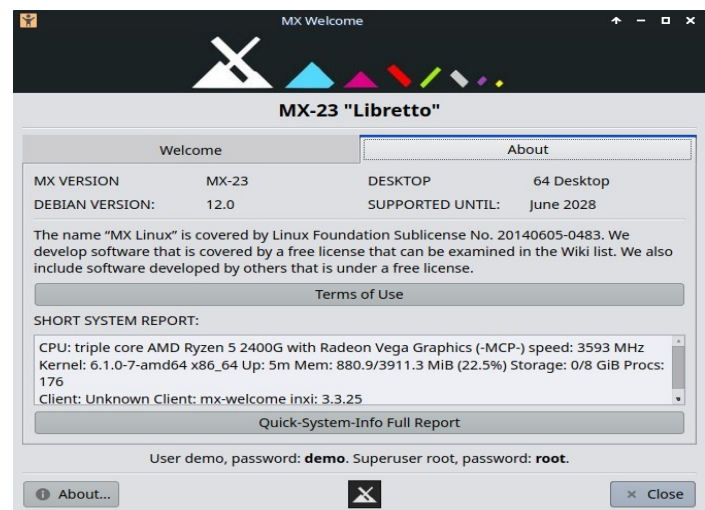 MX Welcome
MX-23 "Libretto"
Welcome
About
MX VERSION MX-23 DESKTOP 64 Desktop
DEBIAN VERSION: 12.0 SUPPORTED UNTIL: June 2028
The name “MX Linux” is covered by Linux Foundation Sublicense No. 20140605-0483. We
develop software that is covered by a free license that can be examined in the Wiki list. We also
include software developed by others that is under a free license.
Terms of Use
SHORT SYSTEM REPORT:
CPU: triple core AMD Ryzen 5 2400G with Radeon Vega Graphics (-MCP-) speed: 3593 MHz
Kernel: 6.1.0-7-amd64 x86_64 Up: 5m Mem: 880.9/3911.3 MiB (22.5%) Storage: 0/8 GiB Procs:
176
Client: Unknown Client: mx-welcome inxi: 3.3.25
Quick-System-Info Full Report
User demo, password: demo. Superuser root, password: root.
About...
Close